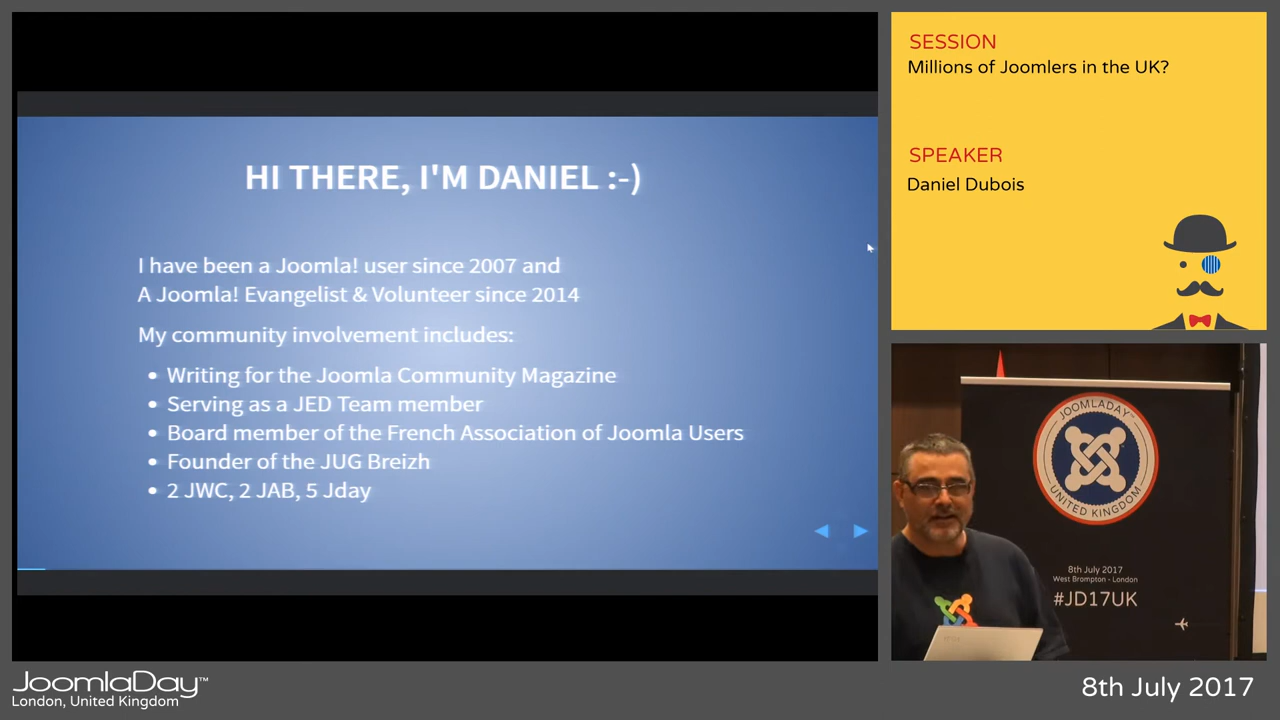 HI THERE, I'M DANIEL :-)
I have been a Joomla! user since 2007 and
A Joomla! Evangelist & Volunteer since 2014
My community involvement includes:
• Writing for the Joomla Community Magazine
• Serving as a JED Team member
• Board member of the French Association of Joomla Users
• Founder of the JUG Breizh
• 2 JWC, 2 JAB, 5 Jday
SESSION
Millions of Joomlers in the UK?
SPEAKER
Daniel Dubois
JOOMLADAY™
UNITED KINGDOM
8th July 2017
West Brompton - London
#JD17UK
JoomlaDay™
London, United Kingdom
8th July 2017